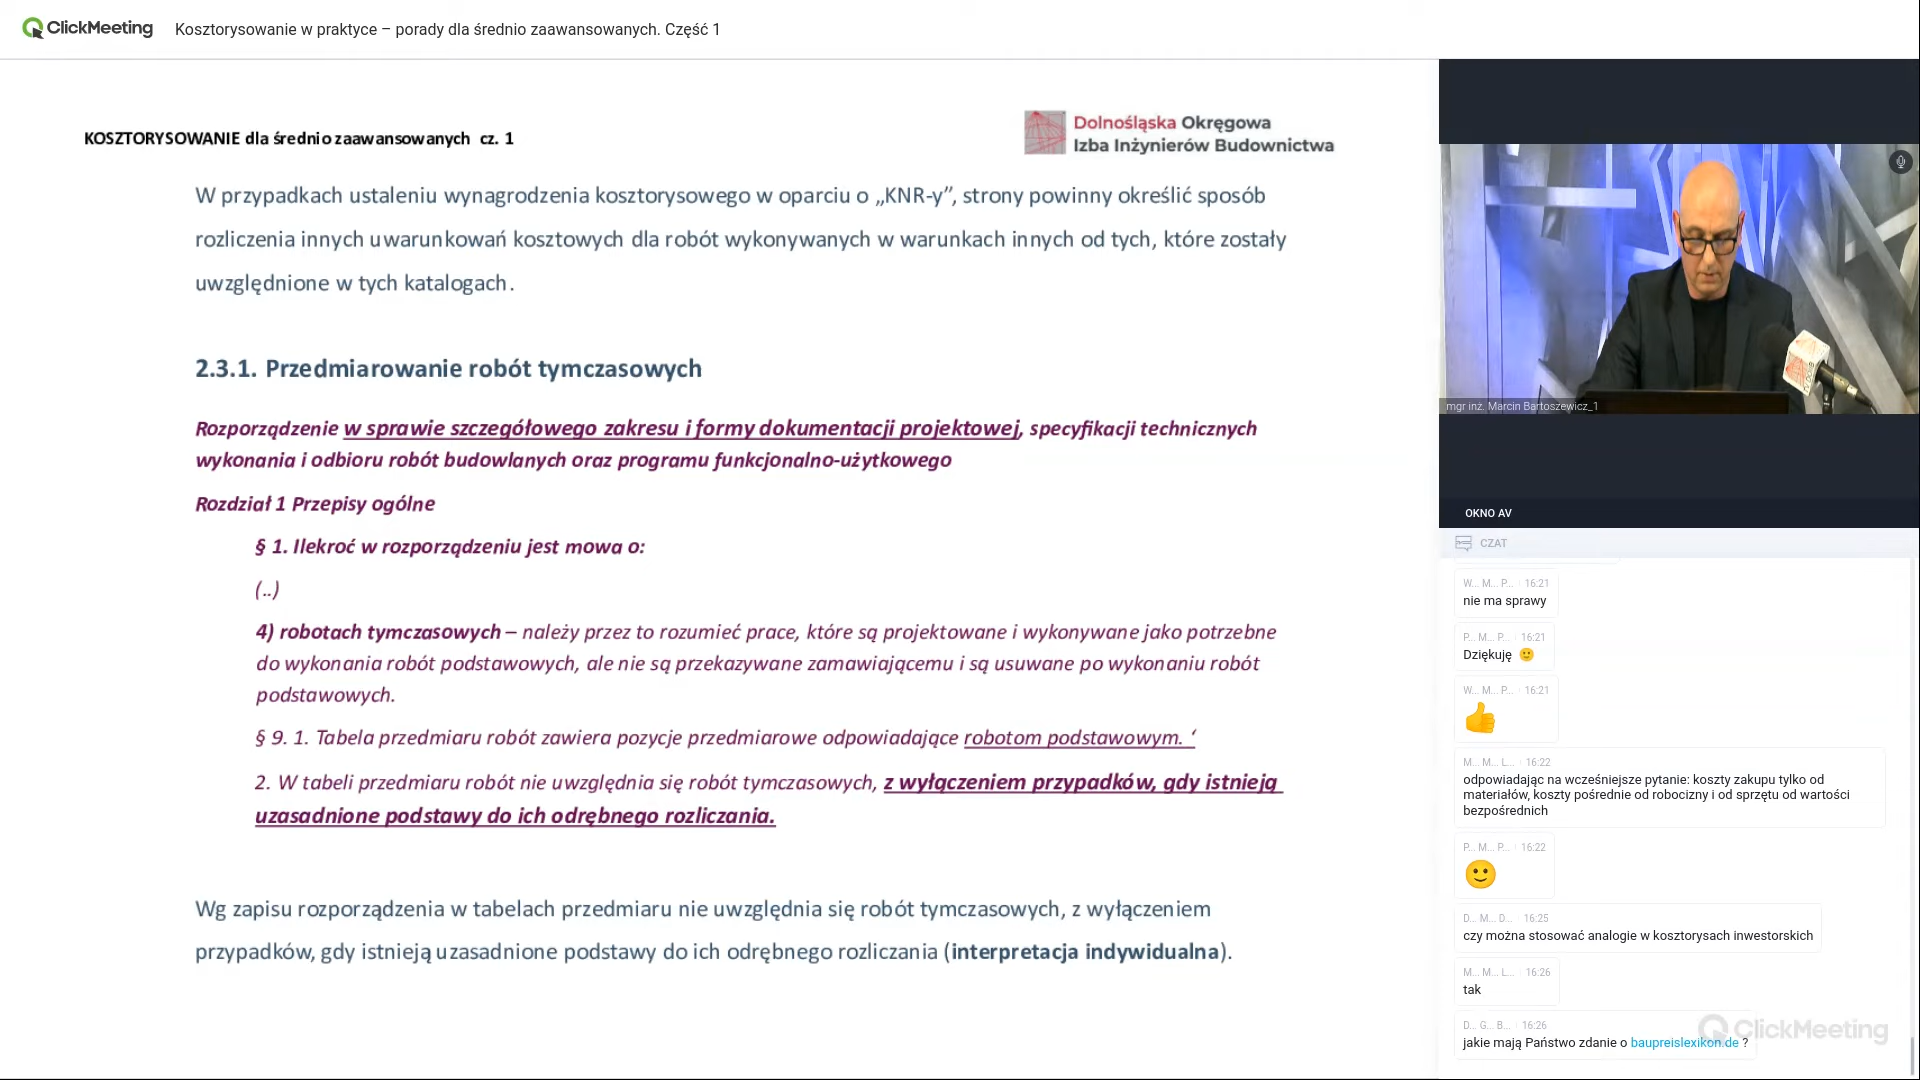 ClickMeeting
Kosztorysowanie w praktyce – porady dla średnio zaawansowanych. Część 1
KOSZTORYSOWANIE dla średnio zaawansowanych cz. 1
Dolnośląska Okręgowa
Izba Inżynierów Budownictwa
W przypadkach ustaleniu wynagrodzenia kosztorysowego w oparciu o „KNR-y”, strony powinny określić sposób
rozliczenia innych uwarunkowań kosztowych dla robót wykonywanych w warunkach innych od tych, które zostały
uwzględnione w tych katalogach.
2.3.1. Przedmiarowanie robót tymczasowych
Rozporządzenie w sprawie szczegółowego zakresu i formy dokumentacji projektowej, specyfikacji technicznych
wykonania i odbioru robót budowlanych oraz programu funkcjonalno-użytkowego
Rozdział 1 Przepisy ogólne
§ 1. Ilekroć w rozporządzeniu jest mowa o:
(..)
4) robotach tymczasowych – należy przez to rozumieć prace, które są projektowane i wykonywane jako potrzebne
do wykonania robót podstawowych, ale nie są przekazywane zamawiającemu i są usuwane po wykonaniu robót
podstawowych.
§ 9. 1. Tabela przedmiaru robót zawiera pozycje przedmiarowe odpowiadające robotom podstawowym. ‘
2. W tabeli przedmiaru robót nie uwzględnia się robót tymczasowych, z wyłączeniem przypadków, gdy istnieją
uzasadnione podstawy do ich odrębnego rozliczania.
Wg zapisu rozporządzenia w tabelach przedmiaru nie uwzględnia się robót tymczasowych, z wyłączeniem
przypadków, gdy istnieją uzasadnione podstawy do ich odrębnego rozliczania (interpretacja indywidualna).
mgr inż. Marcin Bartoszewicz_1
OKNO AV
CZAT
W... M... P... 16:21
nie ma sprawy
P... M... P... 16:21
Dziękuję 🙂
W... M... P... 16:21
👍
M... M... L... 16:22
odpowiadając na wcześniejsze pytanie: koszty zakupu tylko od
materiałów, koszty pośrednie od robocizny i od sprzętu od wartości
bezpośrednich
P... M... P... 16:22
🙂
D... M... D... 16:25
czy można stosować analogie w kosztorysach inwestorskich
M... M... L... 16:26
tak
D... G... B... 16:26
jakie mają Państwo zdanie o baupreislexikon.de ?
ClickMeeting